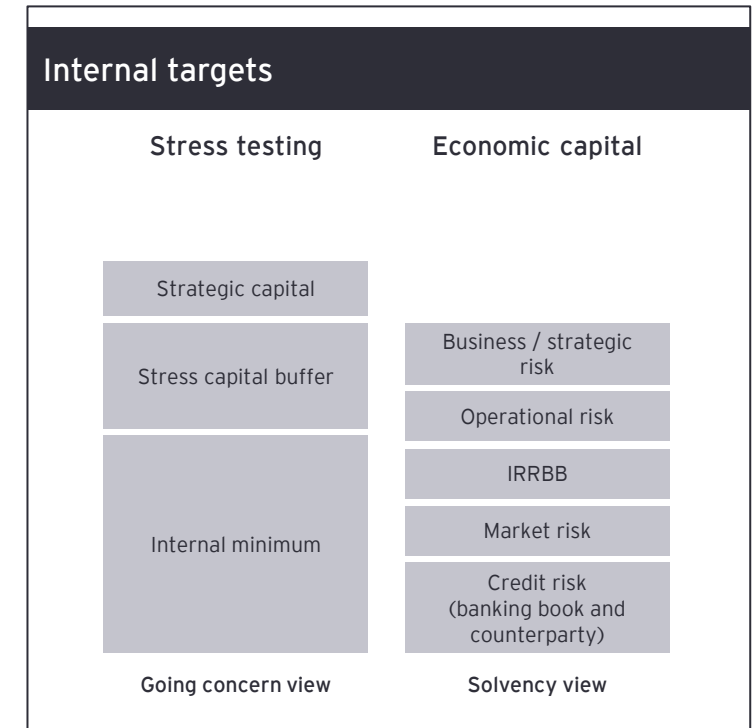 Internal targets
Stress testing
Strategic capital
Stress capital buffer
Internal minimum
Going concern view
Economic capital
Business / strategic
risk
Operational risk
IRRBB
Market risk
Credit risk
(banking book and
counterparty)
Solvency view